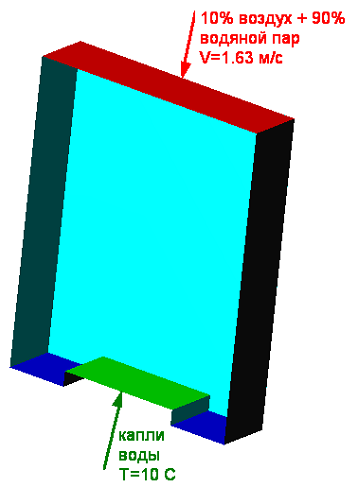 10% воздух + 90%
водяной пар
V=1.63 м/с
капли
воды
T=10 C